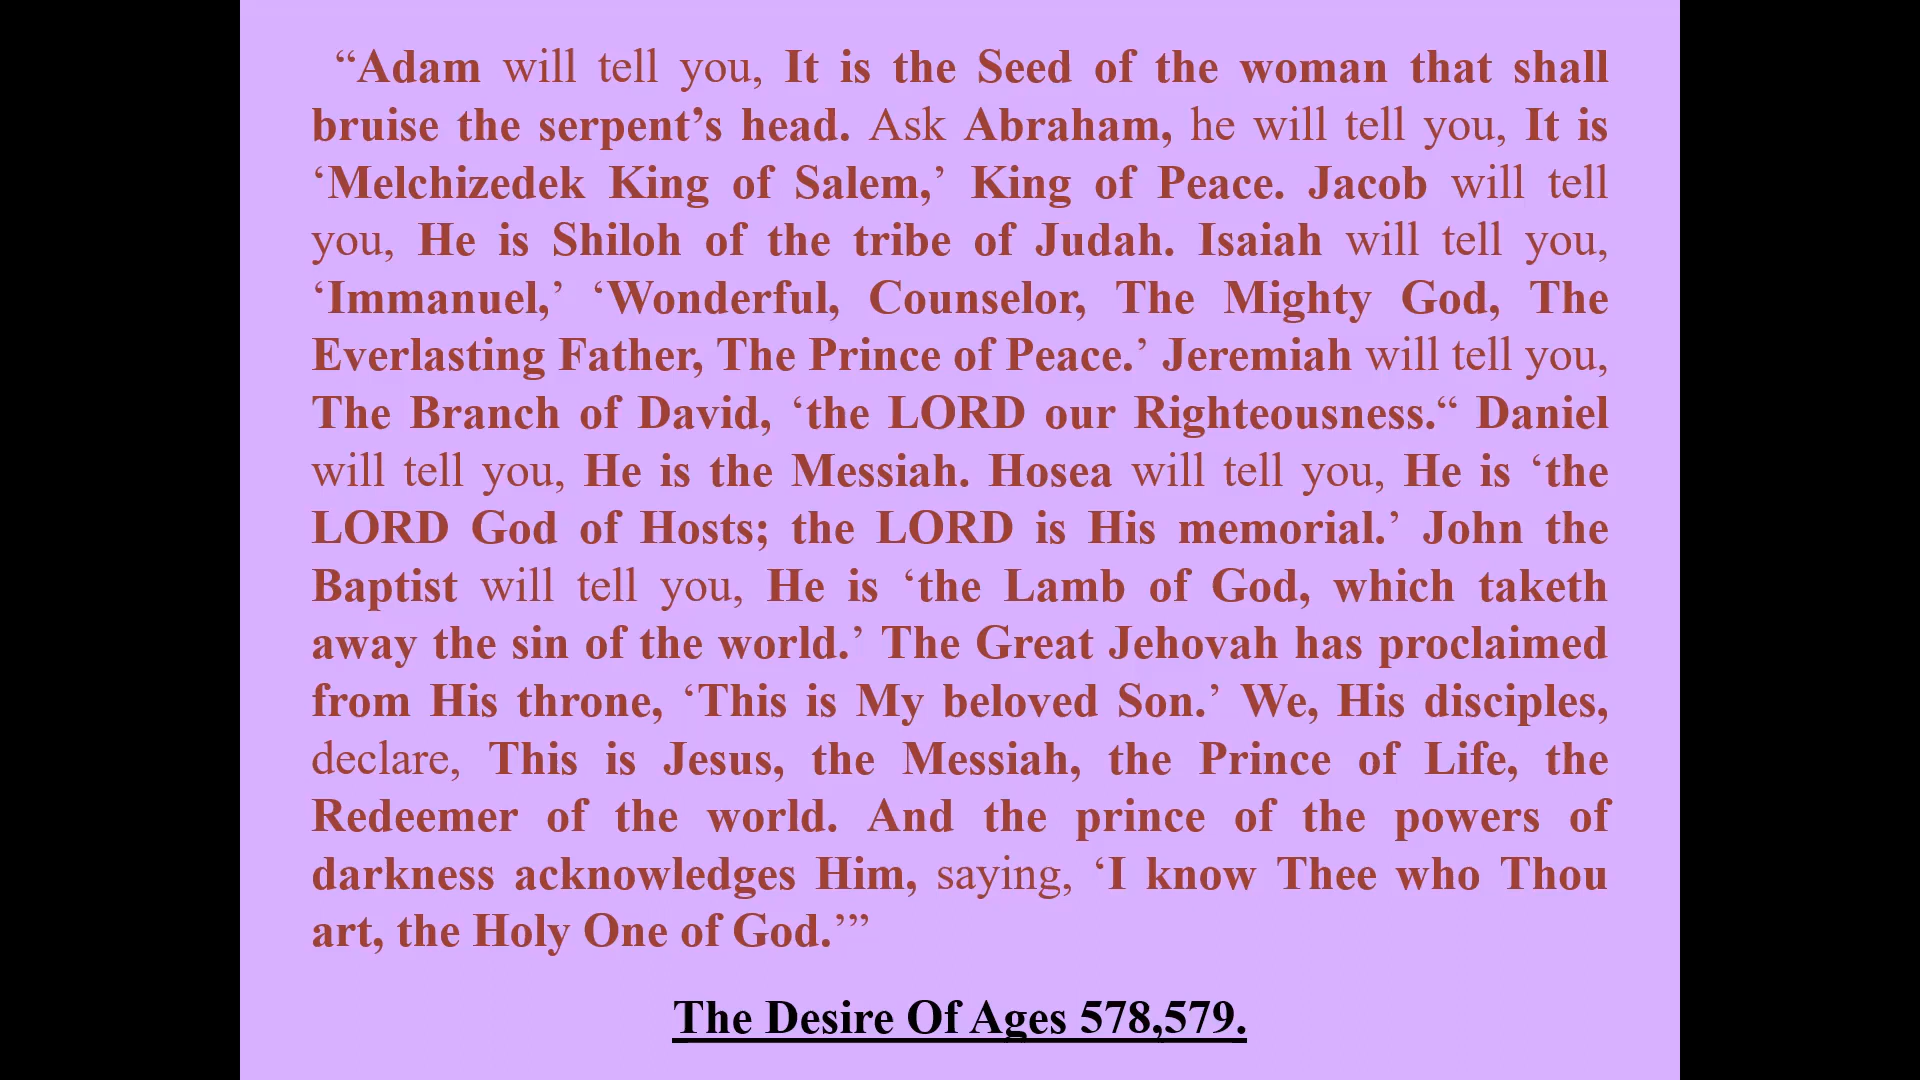 “Adam will tell you, It is the Seed of the woman that shall
bruise the serpent’s head. Ask Abraham, he will tell you, It is
‘Melchizedek King of Salem,’ King of Peace. Jacob will tell
you, He is Shiloh of the tribe of Judah. Isaiah will tell you,
‘Immanuel,’ ‘Wonderful, Counselor, The Mighty God, The
Everlasting Father, The Prince of Peace.’ Jeremiah will tell you,
The Branch of David, ‘the LORD our Righteousness.“ Daniel
will tell you, He is the Messiah. Hosea will tell you, He is ‘the
LORD God of Hosts; the LORD is His memorial.’ John the
Baptist will tell you, He is ‘the Lamb of God, which taketh
away the sin of the world.’ The Great Jehovah has proclaimed
from His throne, ‘This is My beloved Son.’ We, His disciples,
declare, This is Jesus, the Messiah, the Prince of Life, the
Redeemer of the world. And the prince of the powers of
darkness acknowledges Him, saying, ‘I know Thee who Thou
art, the Holy One of God.’”
The Desire Of Ages 578,579.